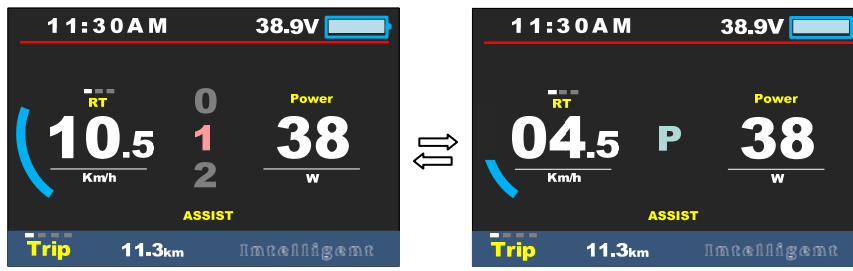 11:30AM 38.9V
RT 0 Power
10.5 1 38
Km/h 2 W
ASSIST
Trip 11.3km Intelligent
11:30AM 38.9V
RT Power
04.5 P 38
Km/h W
ASSIST
Trip 11.3km Intelligent